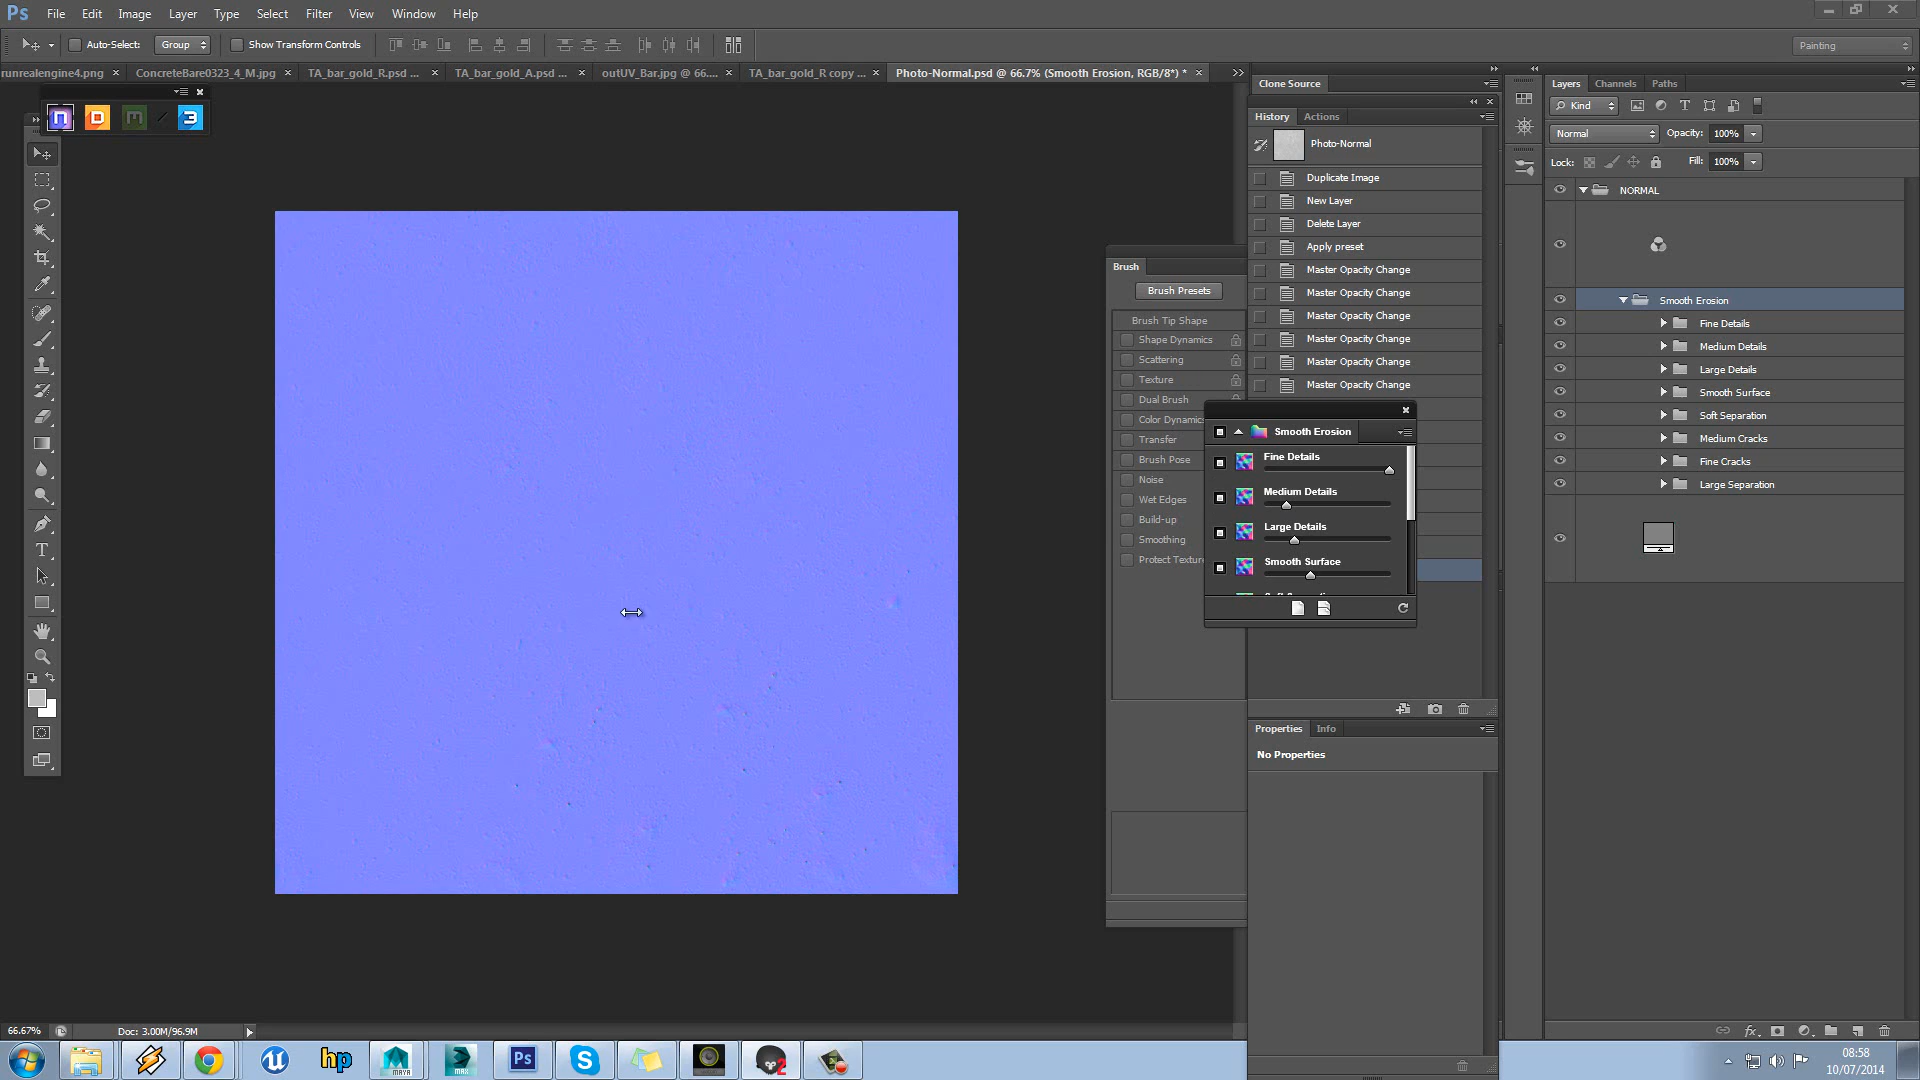 Ps File Edit Image Layer Type Select Filter View Window Help
Auto-Select: Group Show Transform Controls Painting
runrealengine4.png × ConcreteBare0323_4_M.jpg × TA_bar_gold_R.psd ... × TA_bar_gold_A.psd ... × outUV_Bar.jpg @ 66.... × TA_bar_gold_R copy ... × Photo-Normal.psd @ 66.7% (Smooth Erosion, RGB/8*) * ×
n D m 3
Clone Source
History Actions
Photo-Normal
Duplicate Image
New Layer
Delete Layer
Apply preset
Master Opacity Change
Master Opacity Change
Master Opacity Change
Master Opacity Change
Master Opacity Change
Master Opacity Change
Brush
Brush Presets
Brush Tip Shape
Shape Dynamics
Scattering
Texture
Dual Brush
Color Dynamics
Transfer
Brush Pose
Noise
Wet Edges
Build-up
Smoothing
Protect Texture
Smooth Erosion
Fine Details
Medium Details
Large Details
Smooth Surface
Properties Info
No Properties
Layers Channels Paths
Kind
Normal Opacity: 100%
Lock: Fill: 100%
NORMAL
Smooth Erosion
Fine Details
Medium Details
Large Details
Smooth Surface
Soft Separation
Medium Cracks
Fine Cracks
Large Separation
66.67% Doc: 3.00M/96.9M
hp MAYA MAX Ps 2
08:58
10/07/2014